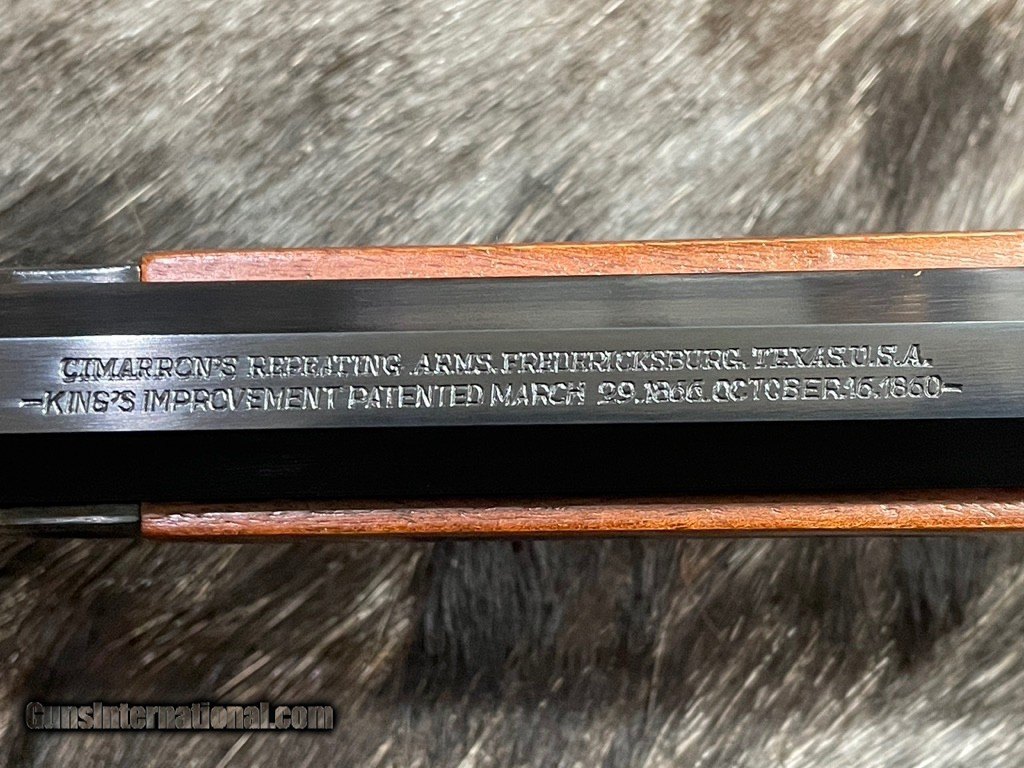 CIMARRON'S REPEATING ARMS. FREDERICKSBURG. TEXAS U.S.A.
—KING'S IMPROVEMENT PATENTED MARCH 29.1866.OCTOBER.16.1860—
GunsInternational.com